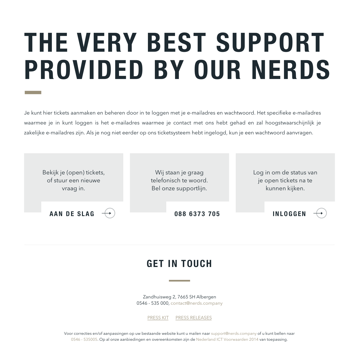 THE VERY BEST SUPPORT
PROVIDED BY OUR NERDS
Je kunt hier tickets aanmaken en beheren door in te loggen met je e-mailadres en wachtwoord. Het specifieke e-mailadres
waarmee je in kunt loggen is het e-mailadres waarmee je contact met ons hebt gehad en zal hoogstwaarschijnlijk je
zakelijke e-mailadres zijn. Als je nog niet eerder op ons ticketsysteem hebt ingelogd, kun je een wachtwoord aanvragen.
Bekijk je (open) tickets,
of stuur een nieuwe
vraag in.
AAN DE SLAG
Wij staan je graag
telefonisch te woord.
Bel onze supportlijn.
088 6373 705
Log in om de status van
je open tickets na te
kunnen kijken.
INLOGGEN
GET IN TOUCH
Zandhuisweg 2, 7665 SH Albergen
0546 - 535 000, contact@nerds.company
PRESS KIT PRESS RELEASES
Voor correcties en/of aanpassingen op uw bestaande website kunt u mailen naar support@nerds.company of u kunt bellen naar
0546 - 535000. Op al onze aanbiedingen en overeenkomsten zijn de Nederland ICT Voorwaarden 2014 van toepassing.